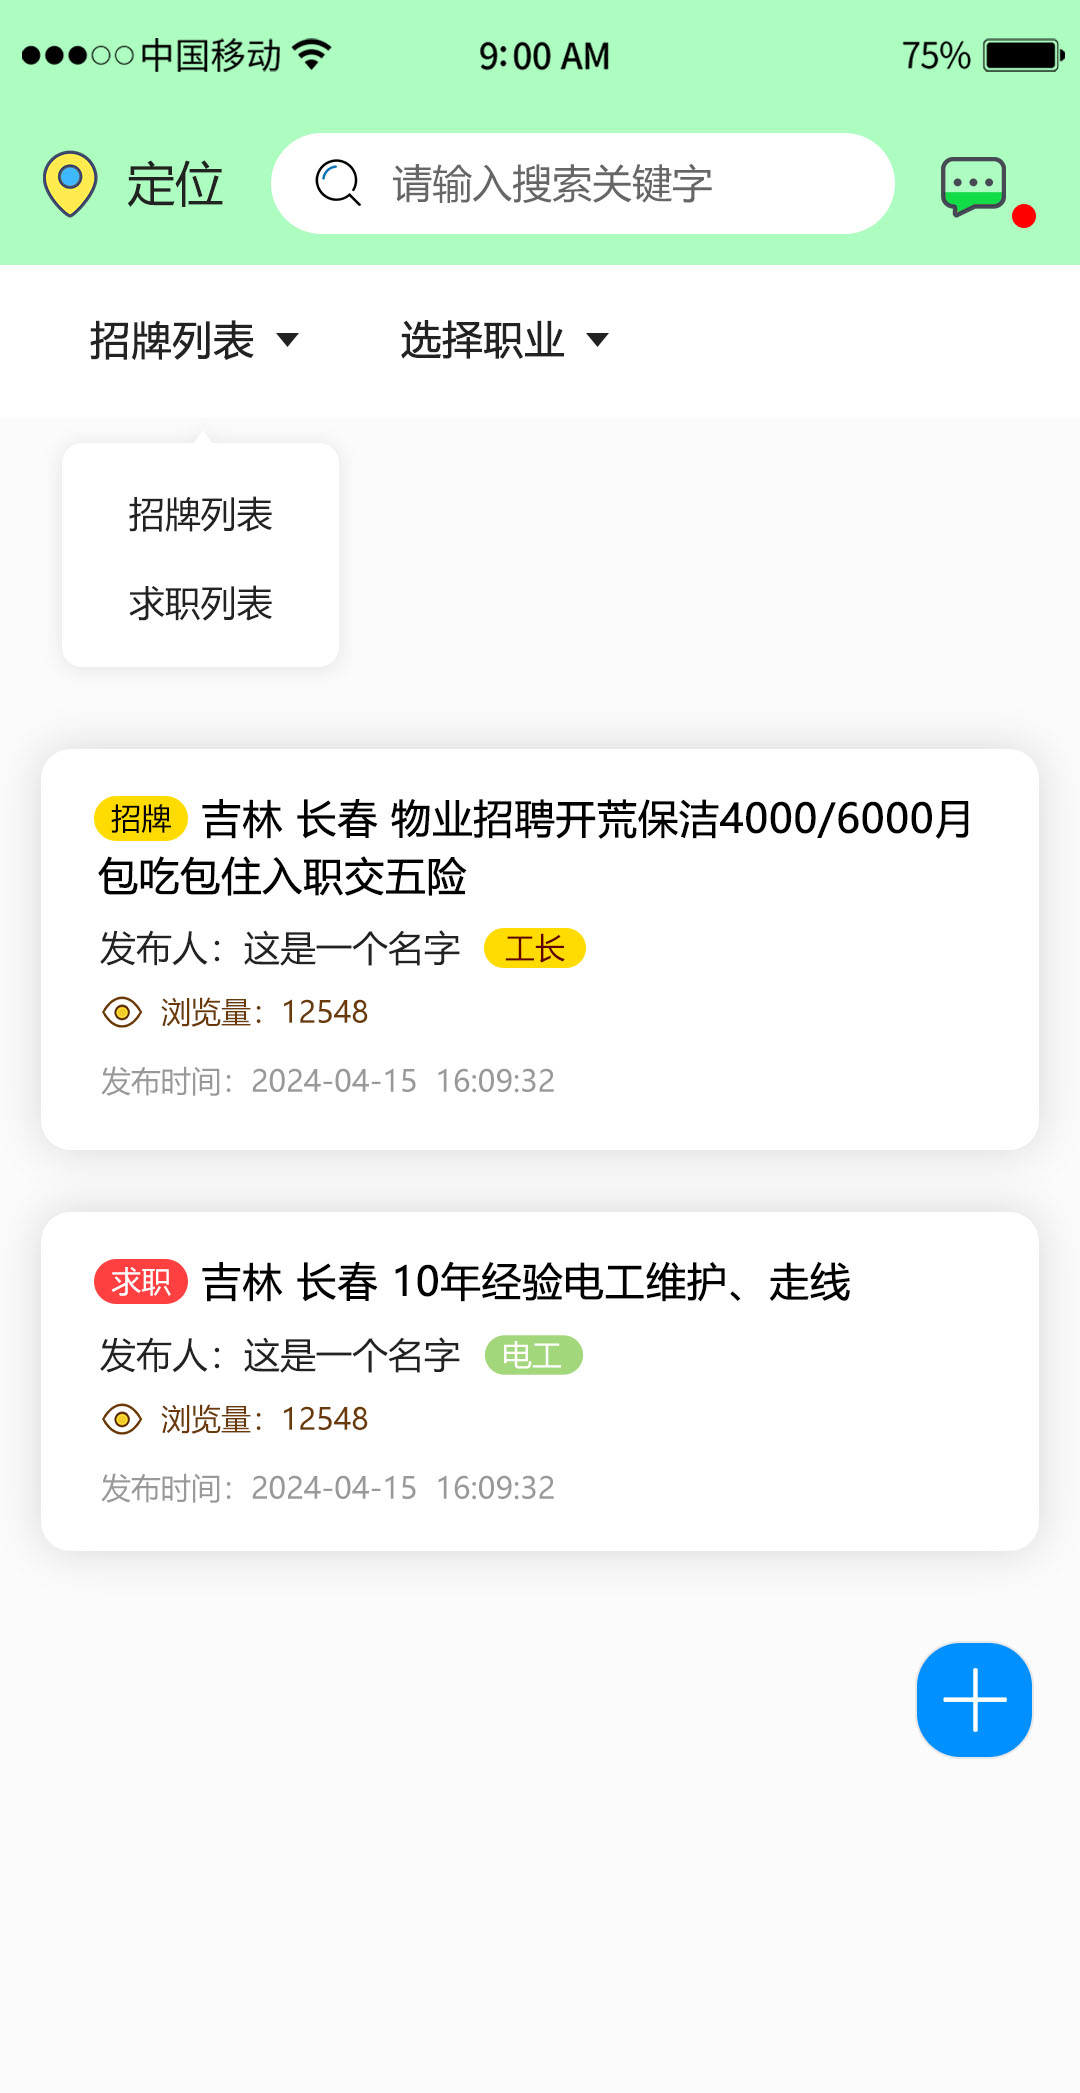 中国移动 9:00 AM 75%
定位 请输入搜索关键字
招牌列表 选择职业
招牌列表
求职列表
招牌 吉林 长春 物业招聘开荒保洁4000/6000月
包吃包住入职交五险
发布人：这是一个名字 工长
浏览量：12548
发布时间：2024-04-15 16:09:32
求职 吉林 长春 10年经验电工维护、走线
发布人：这是一个名字 电工
浏览量：12548
发布时间：2024-04-15 16:09:32